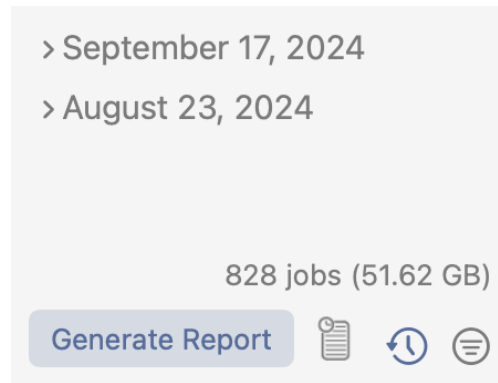 September 17, 2024
August 23, 2024
828 jobs (51.62 GB)
Generate Report